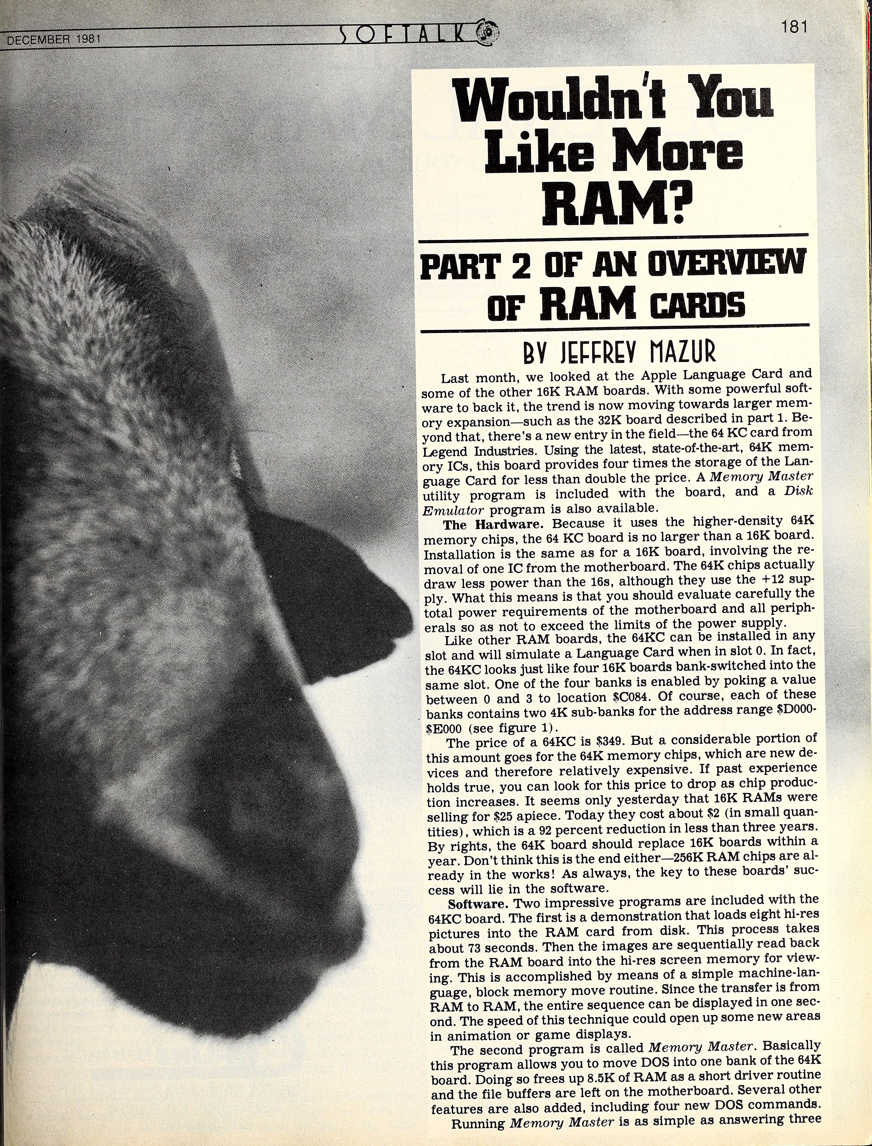 DECEMBER 1981
SOFTALK
181
Wouldn't You
Like More
RAM?
PART 2 OF AN OVERVIEW
OF RAM CARDS
BY JEFFREY MAZUR
Last month, we looked at the Apple Language Card and
some of the other 16K RAM boards. With some powerful soft-
ware to back it, the trend is now moving towards larger mem-
ory expansion—such as the 32K board described in part 1. Be-
yond that, there's a new entry in the field—the 64 KC card from
Legend Industries. Using the latest, state-of-the-art, 64K mem-
ory ICs, this board provides four times the storage of the Lan-
guage Card for less than double the price. A Memory Master
utility program is included with the board, and a Disk
Emulator program is also available.
The Hardware. Because it uses the higher-density 64K
memory chips, the 64 KC board is no larger than a 16K board.
Installation is the same as for a 16K board, involving the re-
moval of one IC from the motherboard. The 64K chips actually
draw less power than the 16s, although they use the +12 sup-
ply. What this means is that you should evaluate carefully the
total power requirements of the motherboard and all periph-
erals so as not to exceed the limits of the power supply.
Like other RAM boards, the 64KC can be installed in any
slot and will simulate a Language Card when in slot 0. In fact,
the 64KC looks just like four 16K boards bank-switched into the
same slot. One of the four banks is enabled by poking a value
between 0 and 3 to location $C084. Of course, each of these
banks contains two 4K sub-banks for the address range $D000-
$E000 (see figure 1).
The price of a 64KC is $349. But a considerable portion of
this amount goes for the 64K memory chips, which are new de-
vices and therefore relatively expensive. If past experience
holds true, you can look for this price to drop as chip produc-
tion increases. It seems only yesterday that 16K RAMs were
selling for $25 apiece. Today they cost about $2 (in small quan-
tities), which is a 92 percent reduction in less than three years.
By rights, the 64K board should replace 16K boards within a
year. Don't think this is the end either—256K RAM chips are al-
ready in the works! As always, the key to these boards' suc-
cess will lie in the software.
Software. Two impressive programs are included with the
64KC board. The first is a demonstration that loads eight hi-res
pictures into the RAM card from disk. This process takes
about 73 seconds. Then the images are sequentially read back
from the RAM board into the hi-res screen memory for view-
ing. This is accomplished by means of a simple machine-lan-
guage, block memory move routine. Since the transfer is from
RAM to RAM, the entire sequence can be displayed in one sec-
ond. The speed of this technique could open up some new areas
in animation or game displays.
The second program is called Memory Master. Basically
this program allows you to move DOS into one bank of the 64K
board. Doing so frees up 8.5K of RAM as a short driver routine
and the file buffers are left on the motherboard. Several other
features are also added, including four new DOS commands.
Running Memory Master is as simple as answering three